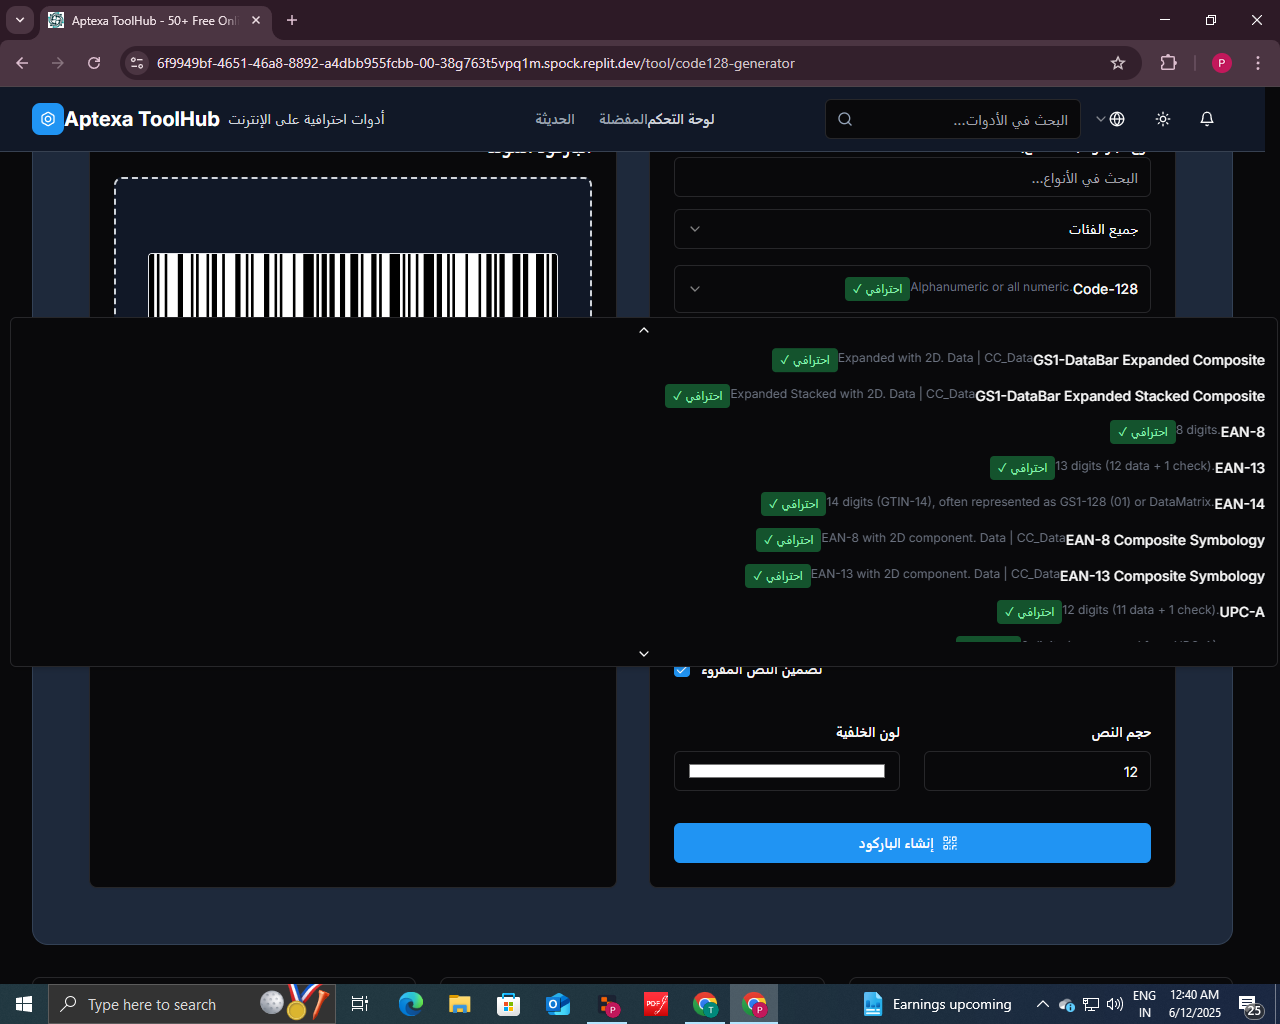 Aptexa ToolHub - 50+ Free Onl
6f9949bf-4651-46a8-8892-a4dbb955fcbb-00-38g763t5vpq1m.spock.replit.dev/tool/code128-generator
P
Aptexa ToolHub
أدوات احترافية على الإنترنت
لوحة التحكم
المفضلة
الحديثة
البحث في الأدوات...
البحث في الأنواع...
جميع الفئات
Code-128 Alphanumeric or all numeric. احترافي ✓
GS1-DataBar Expanded Composite Expanded with 2D. Data | CC_Data احترافي ✓
GS1-DataBar Expanded Stacked Composite Expanded Stacked with 2D. Data | CC_Data احترافي ✓
EAN-8 8 digits. احترافي ✓
EAN-13 13 digits (12 data + 1 check). احترافي ✓
EAN-14 14 digits (GTIN-14), often represented as GS1-128 (01) or DataMatrix. احترافي ✓
EAN-8 Composite Symbology EAN-8 with 2D component. Data | CC_Data احترافي ✓
EAN-13 Composite Symbology EAN-13 with 2D component. Data | CC_Data احترافي ✓
UPC-A 12 digits (11 data + 1 check). احترافي ✓
تضمين النص المقروء
حجم النص
لون الخلفية
12
إنشاء الباركود
Type here to search
P
PDF
T
P
Earnings upcoming
ENG
IN
12:40 AM
6/12/2025
25